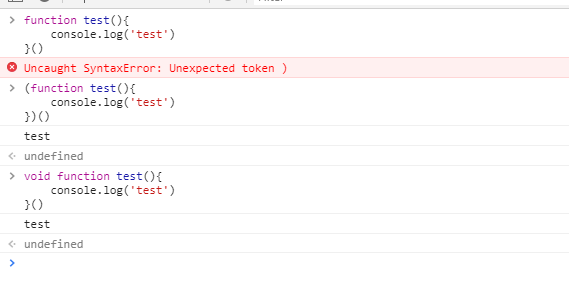 function test(){
console.log('test')
}()
Uncaught SyntaxError: Unexpected token )
(function test(){
console.log('test')
})()
test
undefined
void function test(){
console.log('test')
}()
test
undefined